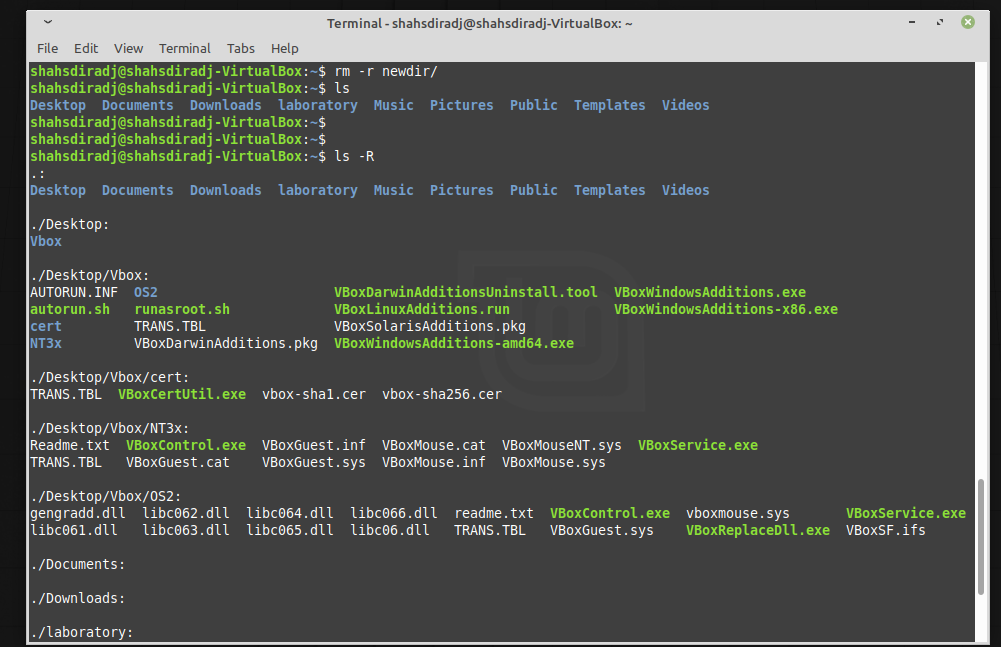 Terminal - shahsdiradj@shahsdiradj-VirtualBox: ~
File Edit View Terminal Tabs Help
shahsdiradj@shahsdiradj-VirtualBox:~$ rm -r newdir/
shahsdiradj@shahsdiradj-VirtualBox:~$ ls
Desktop Documents Downloads laboratory Music Pictures Public Templates Videos
shahsdiradj@shahsdiradj-VirtualBox:~$
shahsdiradj@shahsdiradj-VirtualBox:~$
shahsdiradj@shahsdiradj-VirtualBox:~$ ls -R
.:
Desktop Documents Downloads laboratory Music Pictures Public Templates Videos
./Desktop:
Vbox
./Desktop/Vbox:
AUTORUN.INF OS2 VBoxDarwinAdditionsUninstall.tool VBoxWindowsAdditions.exe
autorun.sh runasroot.sh VBoxLinuxAdditions.run VBoxWindowsAdditions-x86.exe
cert TRANS.TBL VBoxSolarisAdditions.pkg
NT3x VBoxDarwinAdditions.pkg VBoxWindowsAdditions-amd64.exe
./Desktop/Vbox/cert:
TRANS.TBL VBoxCertUtil.exe vbox-sha1.cer vbox-sha256.cer
./Desktop/Vbox/NT3x:
Readme.txt VBoxControl.exe VBoxGuest.inf VBoxMouse.cat VBoxMouseNT.sys VBoxService.exe
TRANS.TBL VBoxGuest.cat VBoxGuest.sys VBoxMouse.inf VBoxMouse.sys
./Desktop/Vbox/OS2:
gengradd.dll libc062.dll libc064.dll libc066.dll readme.txt VBoxControl.exe vboxmouse.sys VBoxService.exe
libc061.dll libc063.dll libc065.dll libc06.dll TRANS.TBL VBoxGuest.sys VBoxReplaceDll.exe VBoxSF.ifs
./Documents:
./Downloads:
./laboratory: